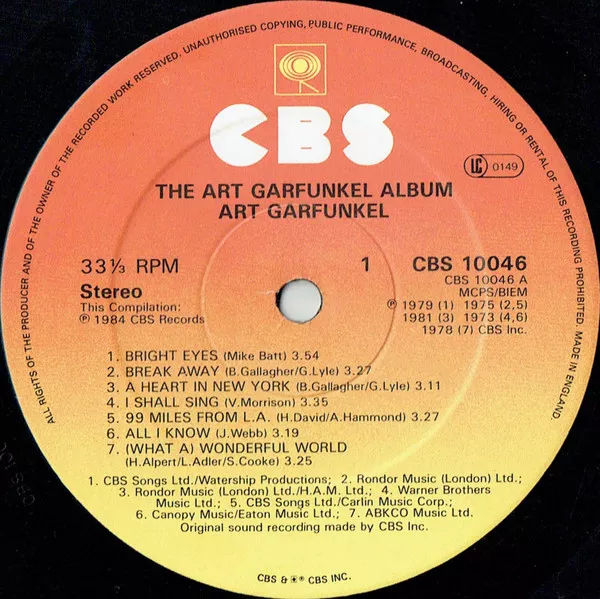 ALL RIGHTS OF THE PRODUCER AND OF THE OWNER OF THE RECORDED WORK RESERVED. UNAUTHORISED COPYING, PUBLIC PERFORMANCE, BROADCASTING, HIRING OR RENTAL OF THIS RECORDING PROHIBITED. MADE IN ENGLAND
CBS
LC 0149
THE ART GARFUNKEL ALBUM
ART GARFUNKEL
33⅓ RPM 1 CBS 10046
Stereo CBS 10046 A
This Compilation: MCPS/BIEM
℗ 1984 CBS Records ℗ 1979 (1) 1975 (2,5)
1981 (3) 1973 (4,6)
1978 (7) CBS Inc.
1. BRIGHT EYES (Mike Batt) 3.54
2. BREAK AWAY (B.Gallagher/G.Lyle) 3.27
3. A HEART IN NEW YORK (B.Gallagher/G.Lyle) 3.11
4. I SHALL SING (V.Morrison) 3.35
5. 99 MILES FROM L.A. (H.David/A.Hammond) 3.27
6. ALL I KNOW (J.Webb) 3.19
7. (WHAT A) WONDERFUL WORLD
(H.Alpert/L.Adler/S.Cooke) 3.25
1. CBS Songs Ltd./Watership Productions; 2. Rondor Music (London) Ltd.;
3. Rondor Music (London) Ltd./H.A.M. Ltd.; 4. Warner Brothers
Music Ltd.; 5. CBS Songs Ltd./Carlin Music Corp.;
6. Canopy Music/Eaton Music Ltd.; 7. ABKCO Music Ltd.
Original sound recording made by CBS Inc.
CBS & ® CBS INC.